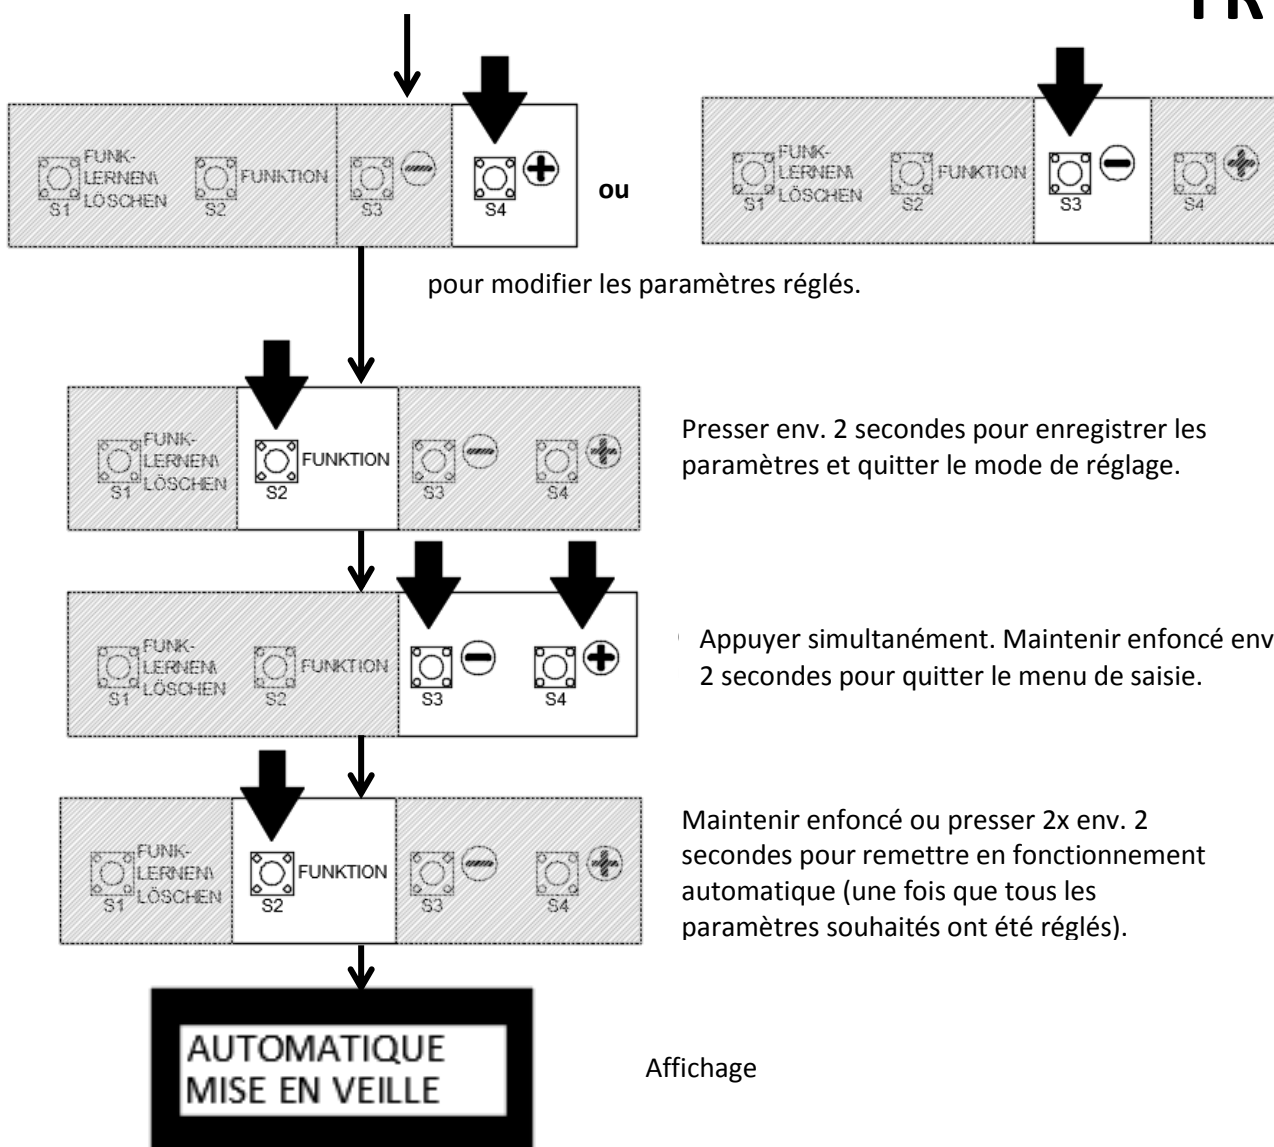 FR
FUNK-
LERNEN\
LÖSCHEN
S1
FUNKTION
S2
S3
S4
ou
FUNK-
LERNEN\
LÖSCHEN
S1
FUNKTION
S2
S3
S4
pour modifier les paramètres réglés.
FUNK-
LERNEN\
LÖSCHEN
S1
FUNKTION
S2
S3
S4
Presser env. 2 secondes pour enregistrer les
paramètres et quitter le mode de réglage.
FUNK-
LERNEN\
LÖSCHEN
S1
FUNKTION
S2
S3
S4
Appuyer simultanément. Maintenir enfoncé env
2 secondes pour quitter le menu de saisie.
FUNK-
LERNEN\
LÖSCHEN
S1
FUNKTION
S2
S3
S4
Maintenir enfoncé ou presser 2x env. 2
secondes pour remettre en fonctionnement
automatique (une fois que tous les
paramètres souhaités ont été réglés).
AUTOMATIQUE
MISE EN VEILLE
Affichage